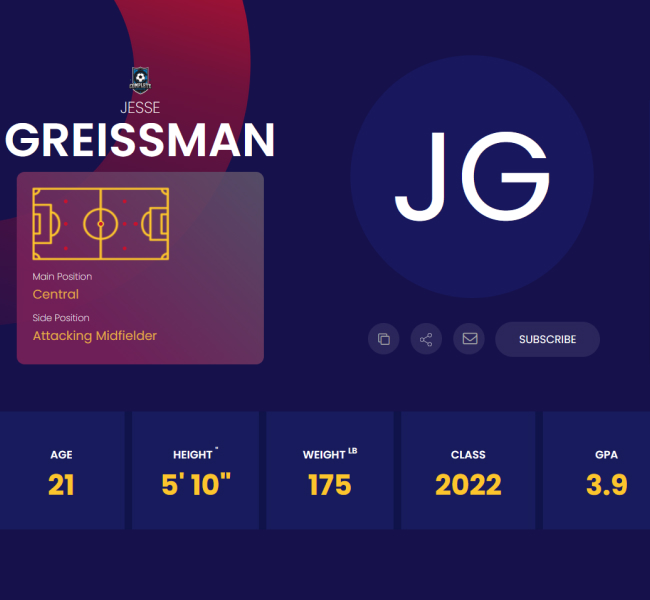 COMPLETE
JESSE
GREISSMAN
Main Position
Central
Side Position
Attacking Midfielder
JG
SUBSCRIBE
AGE
21
HEIGHT "
5' 10"
WEIGHT LB
175
CLASS
2022
GPA
3.9